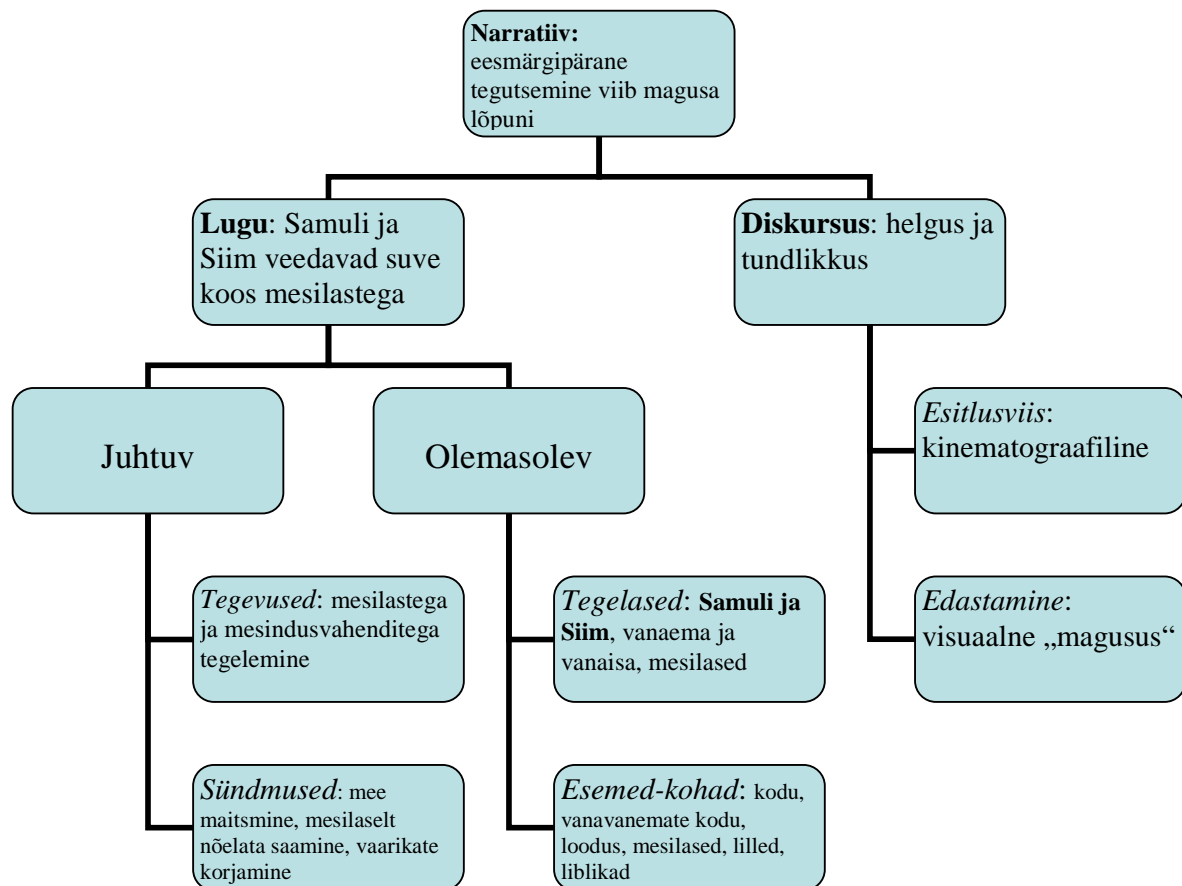 Narratiiv:
eesmärgipärane
tegutsemine viib magusa
lõpuni
Lugu: Samuli ja
Siim veedavad suve
koos mesilastega
Diskursus: helgus ja
tundlikkus
Juhtuv
Olemasolev
Esitlusviis:
kinematograafiline
Tegevused: mesilastega
ja mesindusvahenditega
tegelemine
Tegelased: Samuli ja
Siim, vanaema ja
vanaisa, mesilased
Edastamine:
visuaalne „magusus“
Sündmused: mee
maitsmine, mesilaselt
nõelata saamine, vaarikate
korjamine
Esemed-kohad: kodu,
vanavanemate kodu,
loodus, mesilased, lilled,
liblikad